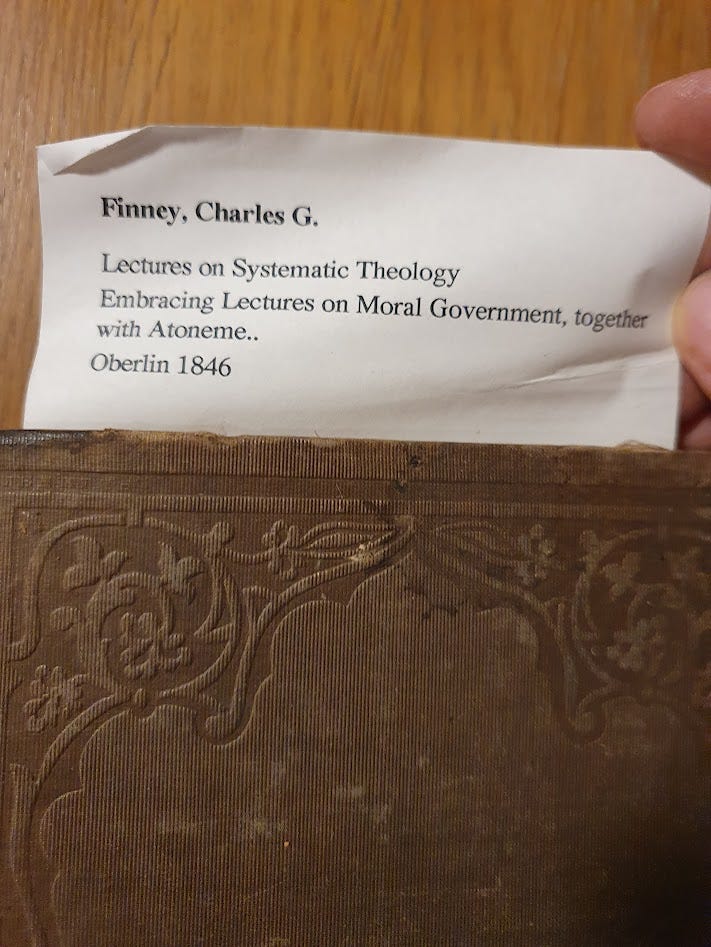 Finney, Charles G.
Lectures on Systematic Theology
Embracing Lectures on Moral Government, together
with Atoneme..
Oberlin 1846